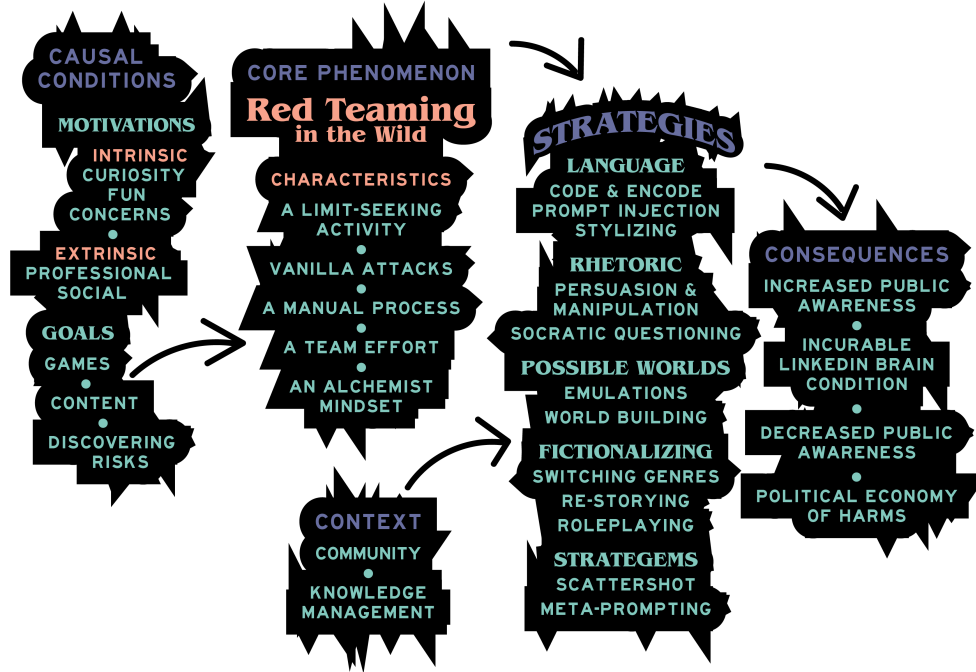 CAUSAL
CONDITIONS
MOTIVATIONS
INTRINSIC
CURIOSITY
FUN
CONCERNS
EXTRINSIC
PROFESSIONAL
SOCIAL
GOALS
GAMES
CONTENT
DISCOVERING
RISKS
CORE PHENOMENON
Red Teaming
in the Wild
CHARACTERISTICS
A LIMIT-SEEKING
ACTIVITY
VANILLA ATTACKS
A MANUAL PROCESS
A TEAM EFFORT
AN ALCHEMIST
MINDSET
CONTEXT
COMMUNITY
KNOWLEDGE
MANAGEMENT
STRATEGIES
LANGUAGE
CODE & ENCODE
PROMPT INJECTION
STYLIZING
RHETORIC
PERSUASION &
MANIPULATION
SOCRATIC QUESTIONING
POSSIBLE WORLDS
EMULATIONS
WORLD BUILDING
FICTIONALIZING
SWITCHING GENRES
RE-STORYING
ROLEPLAYING
STRATEGEMS
SCATTERSHOT
META-PROMPTING
CONSEQUENCES
INCREASED PUBLIC
AWARENESS
INCURABLE
LINKEDIN BRAIN
CONDITION
DECREASED PUBLIC
AWARENESS
POLITICAL ECONOMY
OF HARMS